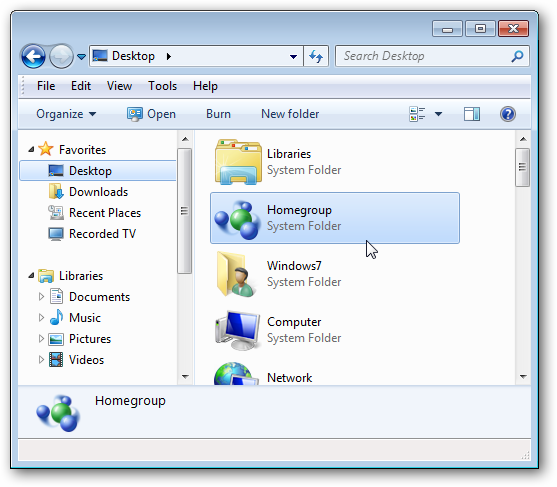 Desktop
Search Desktop
File Edit View Tools Help
Organize Open Burn New folder
Favorites
Desktop
Downloads
Recent Places
Recorded TV
Libraries
Documents
Music
Pictures
Videos
Libraries
System Folder
Homegroup
System Folder
Windows7
System Folder
Computer
System Folder
Network
Homegroup